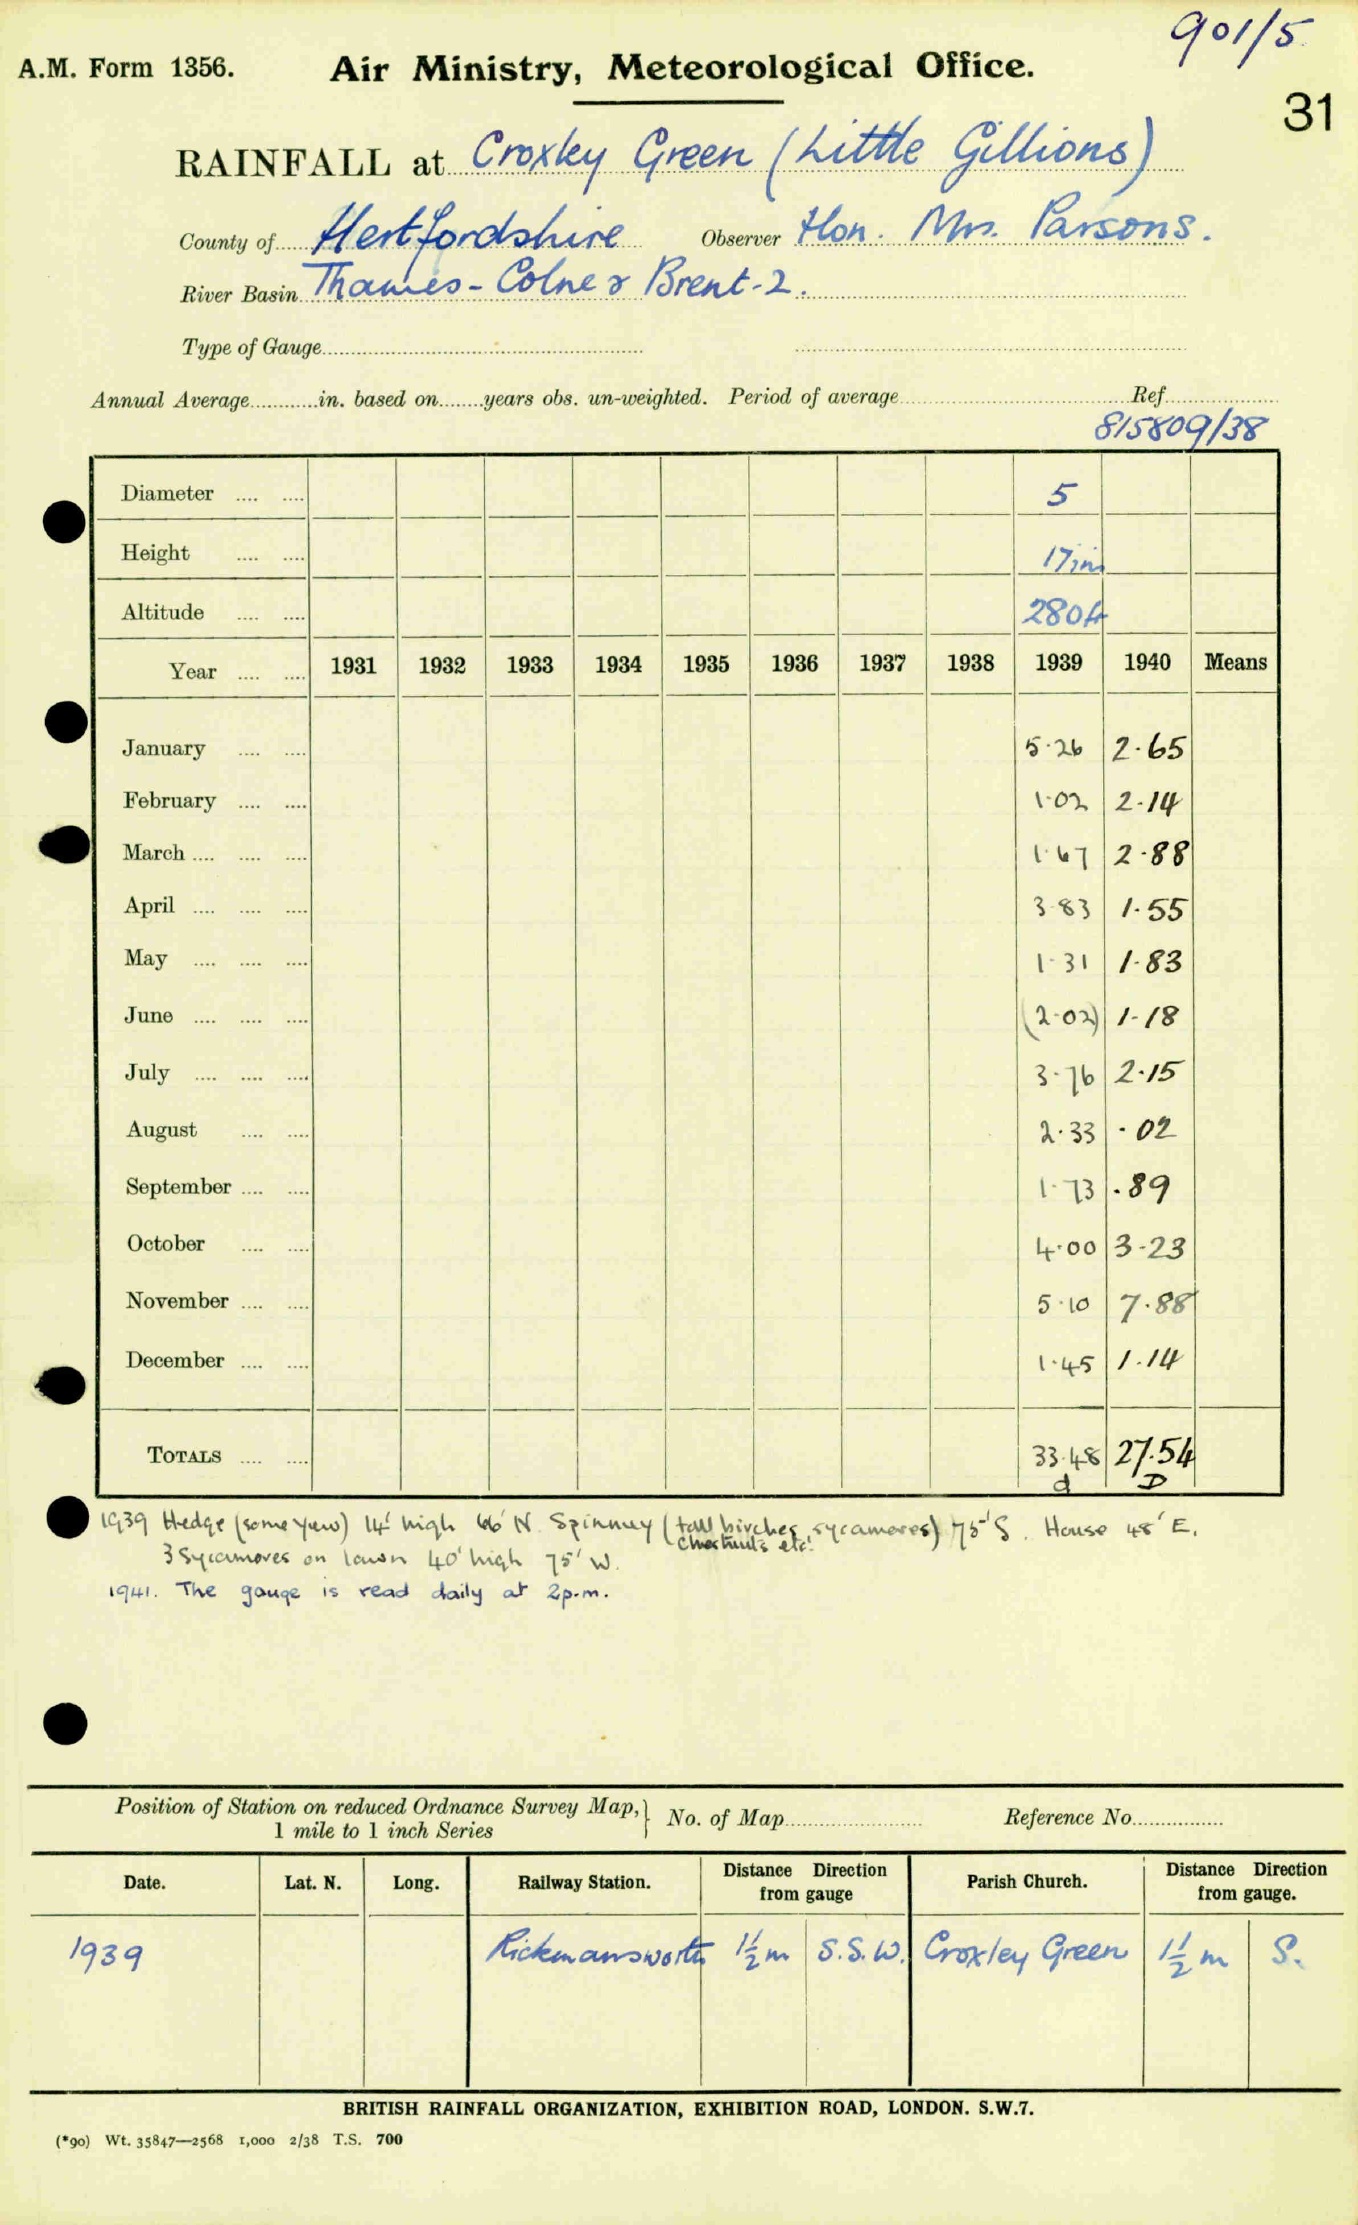 901/5
A.M. Form 1356. Air Ministry, Meteorological Office.
31
RAINFALL at Croxley Green (Little Gillions)
County of Hertfordshire Observer Hon. Mrs. Parsons.
River Basin Thames - Colne & Brent - 2.
Type of Gauge
Annual Average in. based on years obs. un-weighted. Period of average Ref.
815809/38
Diameter 5
Height 17in
Altitude 280ft
Year 1931 1932 1933 1934 1935 1936 1937 1938 1939 1940 Means
January 5.26 2.65
February 1.02 2.14
March 1.67 2.88
April 3.83 1.55
May 1.31 1.83
June (2.02) 1.18
July 3.76 2.15
August 2.33 .02
September 1.73 .89
October 4.00 3.23
November 5.10 7.88
December 1.45 1.14
TOTALS 33.48 27.54
d D
1939 Hedge (some yew) 14' high 66' N. Spinney (tall birches, sycamores) 75' S. House 48' E.
chestnuts etc.
3 Sycamores on lawn 40' high 75' W.
1941. The gauge is read daily at 2p.m.
Position of Station on reduced Ordnance Survey Map, } No. of Map Reference No.
1 mile to 1 inch Series
Date. Lat. N. Long. Railway Station. Distance Direction from gauge Parish Church. Distance Direction from gauge.
1939 Rickmansworth 1½ m S.S.W. Croxley Green 1½ m S.
BRITISH RAINFALL ORGANIZATION, EXHIBITION ROAD, LONDON. S.W.7.
(*90) Wt. 35847—2568 1,000 2/38 T.S. 700